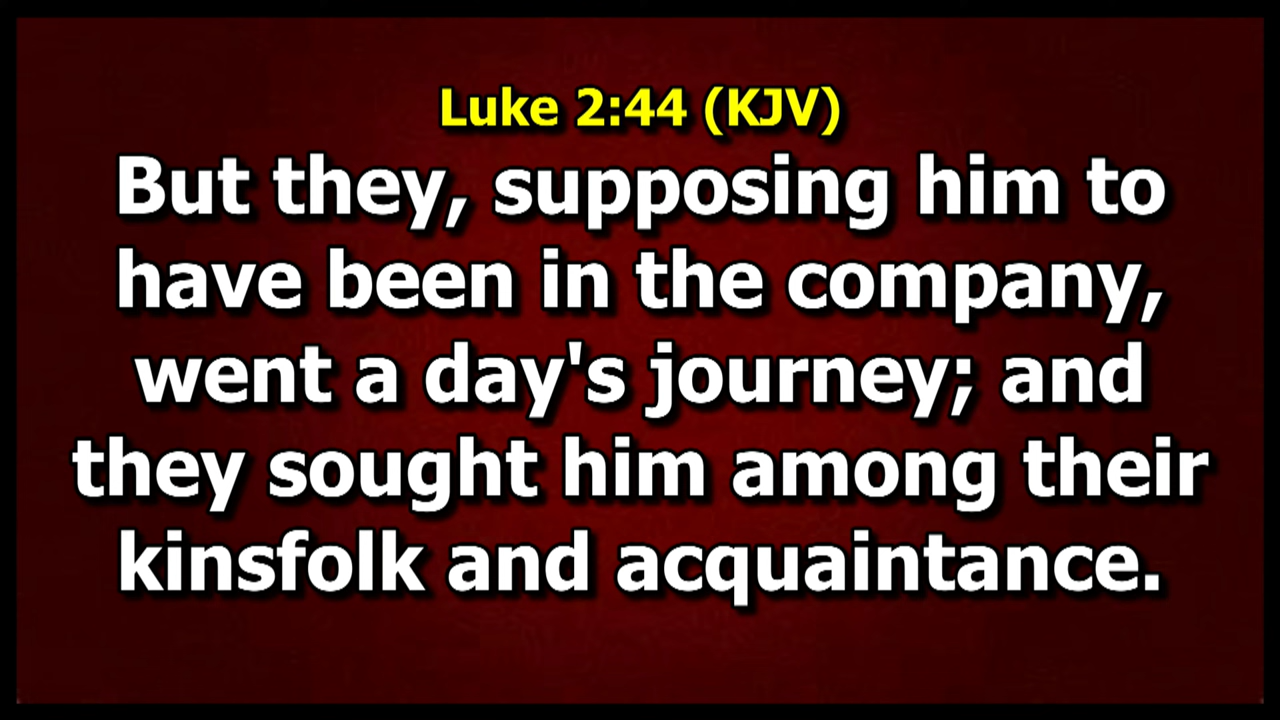 Luke 2:44 (KJV)
But they, supposing him to
have been in the company,
went a day's journey; and
they sought him among their
kinsfolk and acquaintance.